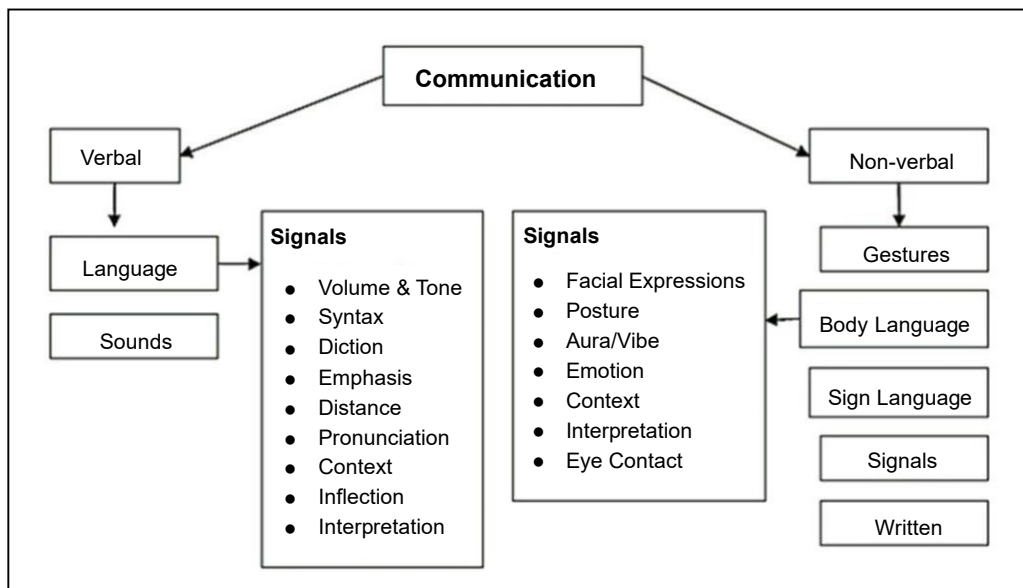 Communication
Verbal
Non-verbal
Language
Sounds
Signals
Volume & Tone
Syntax
Diction
Emphasis
Distance
Pronunciation
Context
Inflection
Interpretation
Signals
Facial Expressions
Posture
Aura/Vibe
Emotion
Context
Interpretation
Eye Contact
Gestures
Body Language
Sign Language
Signals
Written